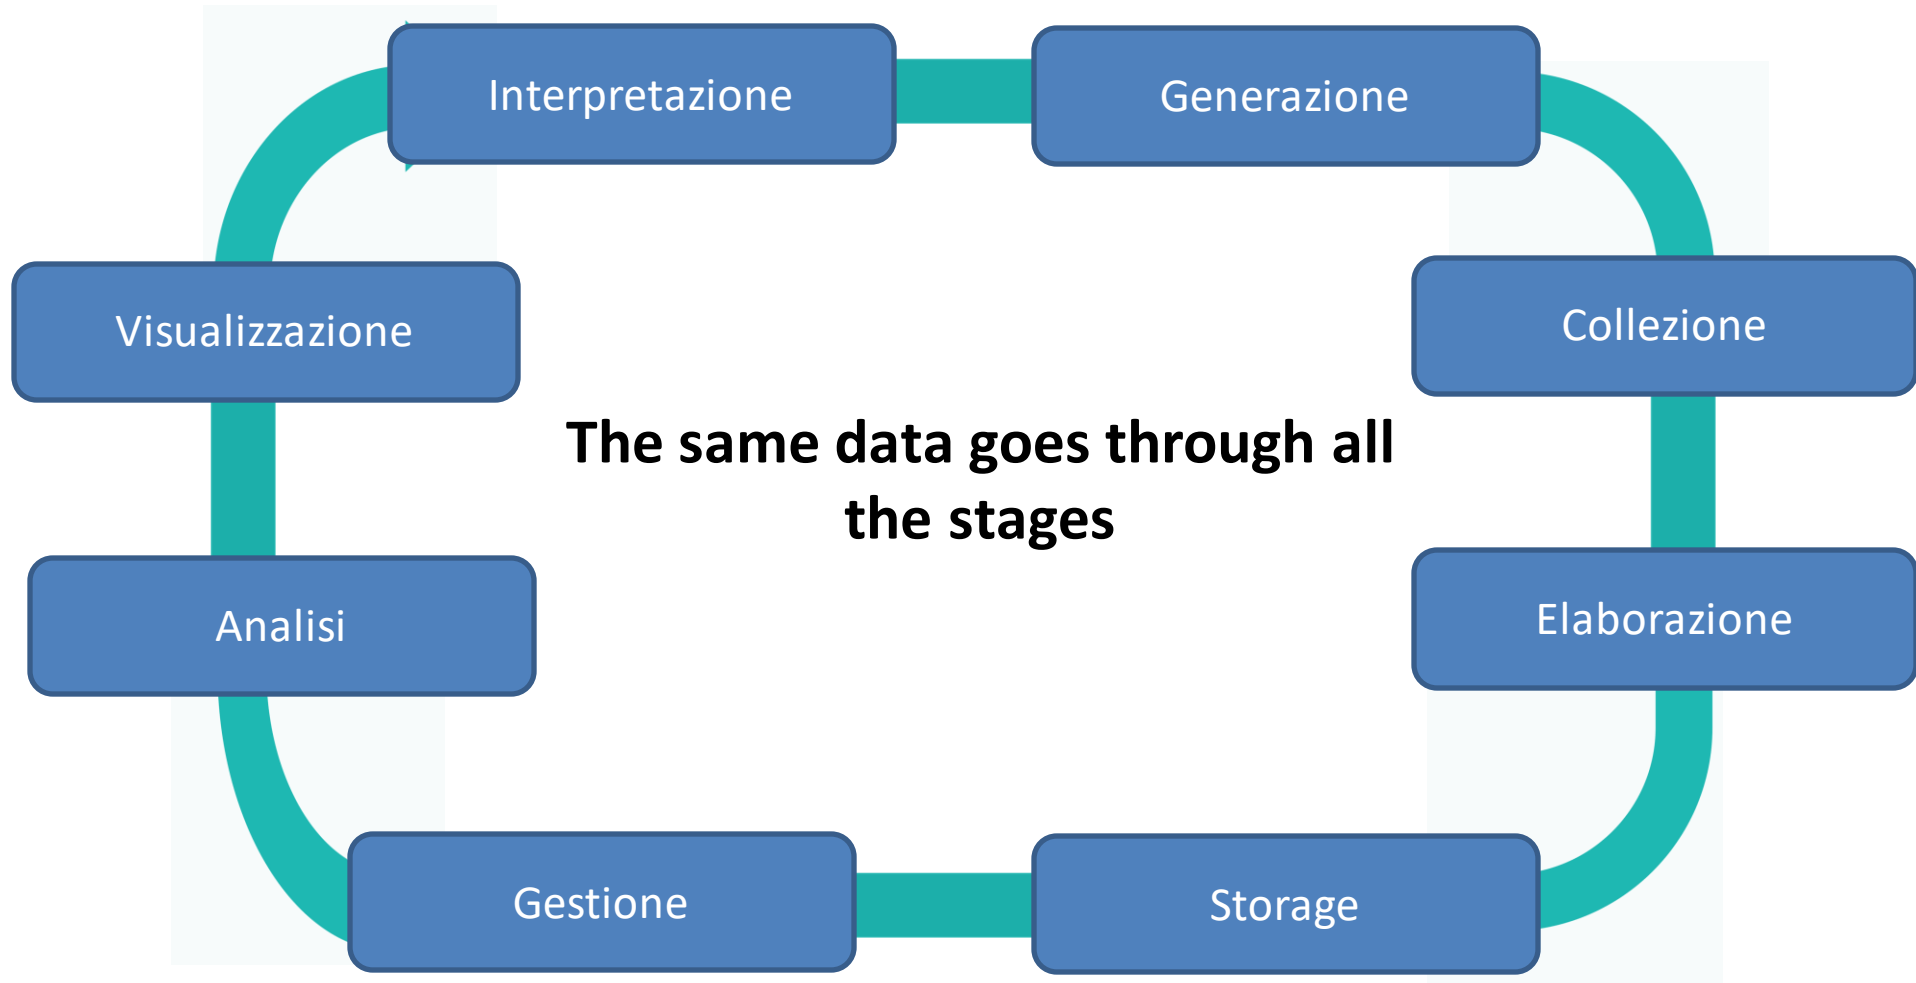 Interpretazione
Generazione
Visualizzazione
Collezione
The same data goes through all
the stages
Analisi
Elaborazione
Gestione
Storage